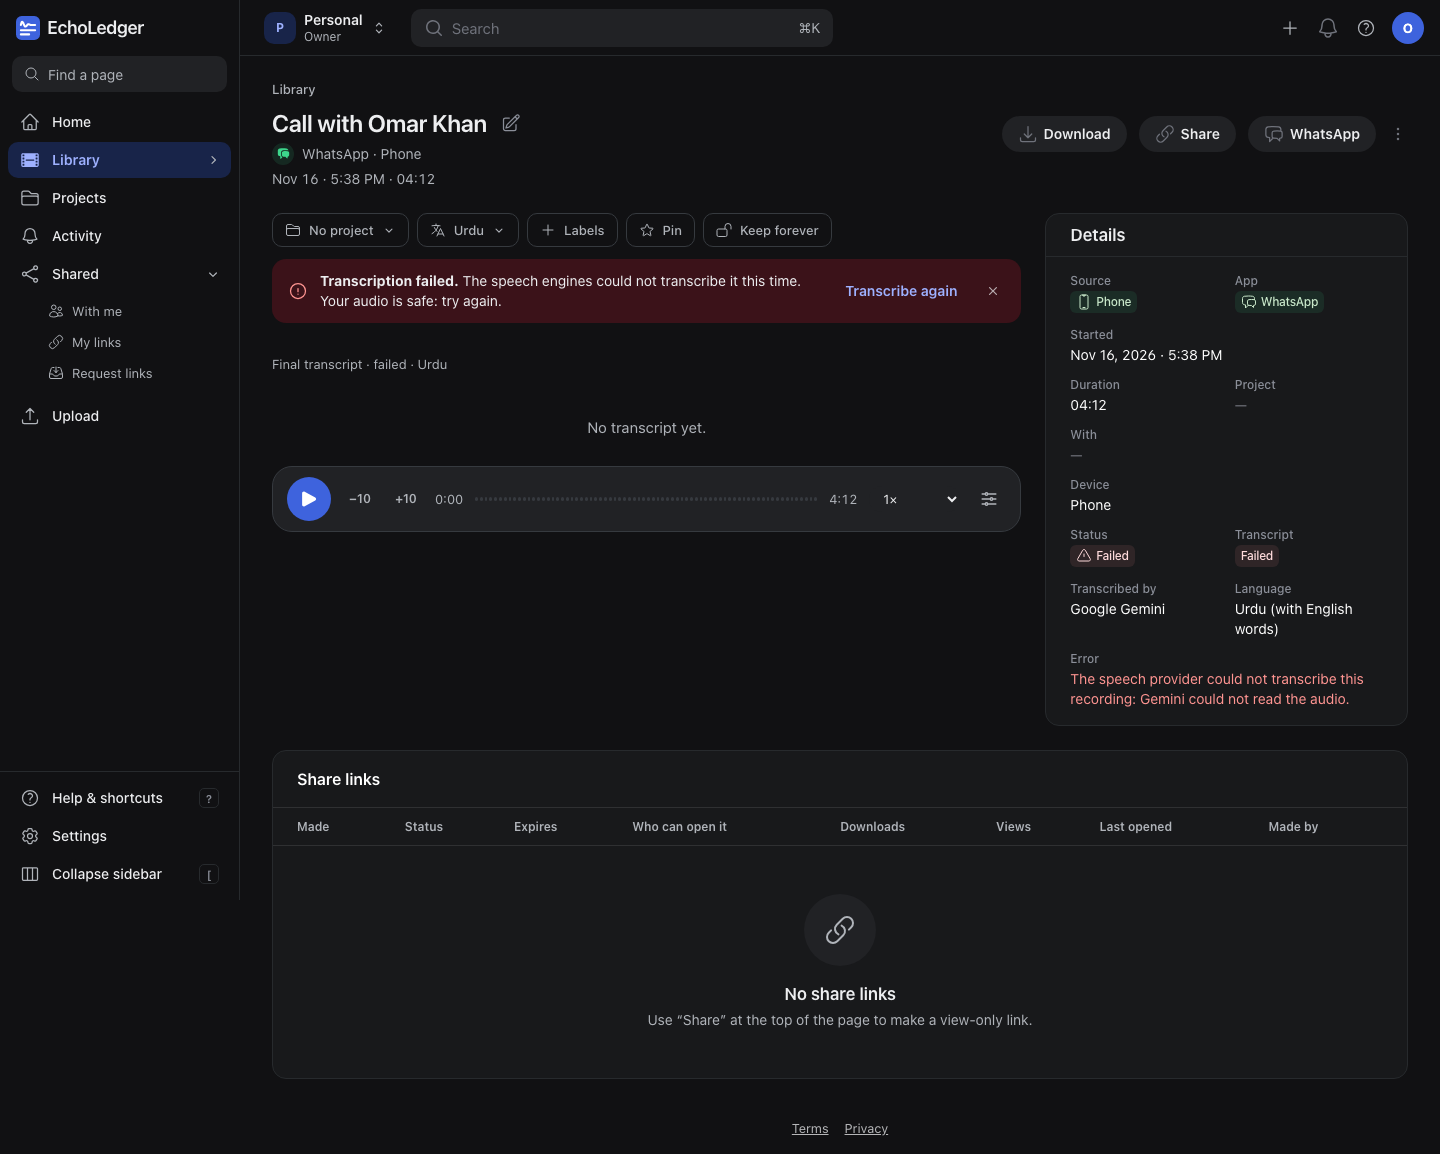 EchoLedger
Find a page
Home
Library
Projects
Activity
Shared
With me
My links
Request links
Upload
Help & shortcuts ?
Settings
Collapse sidebar [
P
Personal
Owner
Search ⌘K
O
Library
Call with Omar Khan
WhatsApp · Phone
Nov 16 · 5:38 PM · 04:12
Download
Share
WhatsApp
No project
Urdu
Labels
Pin
Keep forever
Transcription failed. The speech engines could not transcribe it this time.
Your audio is safe: try again.
Transcribe again
Final transcript · failed · Urdu
No transcript yet.
−10 +10 0:00 4:12 1×
Details
Source App
Phone WhatsApp
Started
Nov 16, 2026 · 5:38 PM
Duration Project
04:12 —
With
—
Device
Phone
Status Transcript
Failed Failed
Transcribed by Language
Google Gemini Urdu (with English
words)
Error
The speech provider could not transcribe this
recording: Gemini could not read the audio.
Share links
Made Status Expires Who can open it Downloads Views Last opened Made by
No share links
Use “Share” at the top of the page to make a view-only link.
Terms Privacy